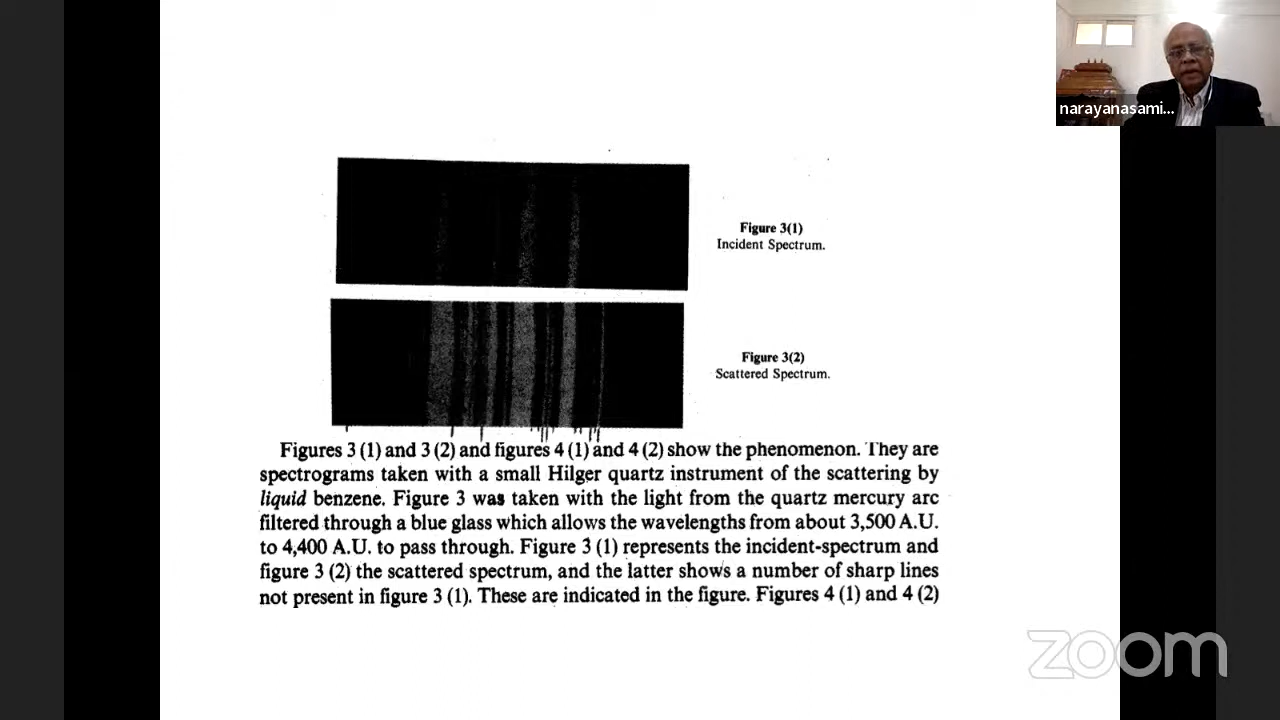 narayanasami...
Figure 3(1)
Incident Spectrum.
Figure 3(2)
Scattered Spectrum.
Figures 3 (1) and 3 (2) and figures 4 (1) and 4 (2) show the phenomenon. They are
spectrograms taken with a small Hilger quartz instrument of the scattering by
liquid benzene. Figure 3 was taken with the light from the quartz mercury arc
filtered through a blue glass which allows the wavelengths from about 3,500 A.U.
to 4,400 A.U. to pass through. Figure 3 (1) represents the incident-spectrum and
figure 3 (2) the scattered spectrum, and the latter shows a number of sharp lines
not present in figure 3 (1). These are indicated in the figure. Figures 4 (1) and 4 (2)
zoom